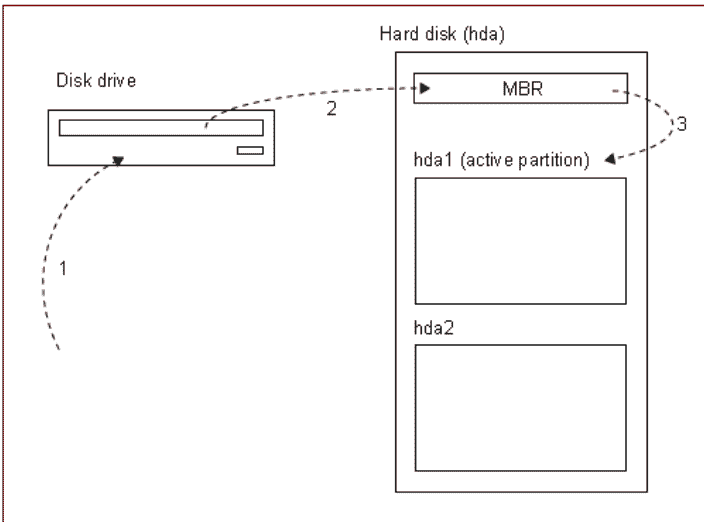 Hard disk (hda)
Disk drive
MBR
2
3
hda1 (active partition)
1
hda2